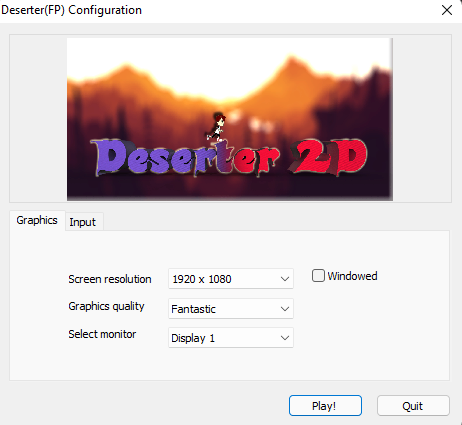 Deserter(FP) Configuration
Deserter 2D
Graphics
Input
Screen resolution
1920 x 1080
Windowed
Graphics quality
Fantastic
Select monitor
Display 1
Play!
Quit